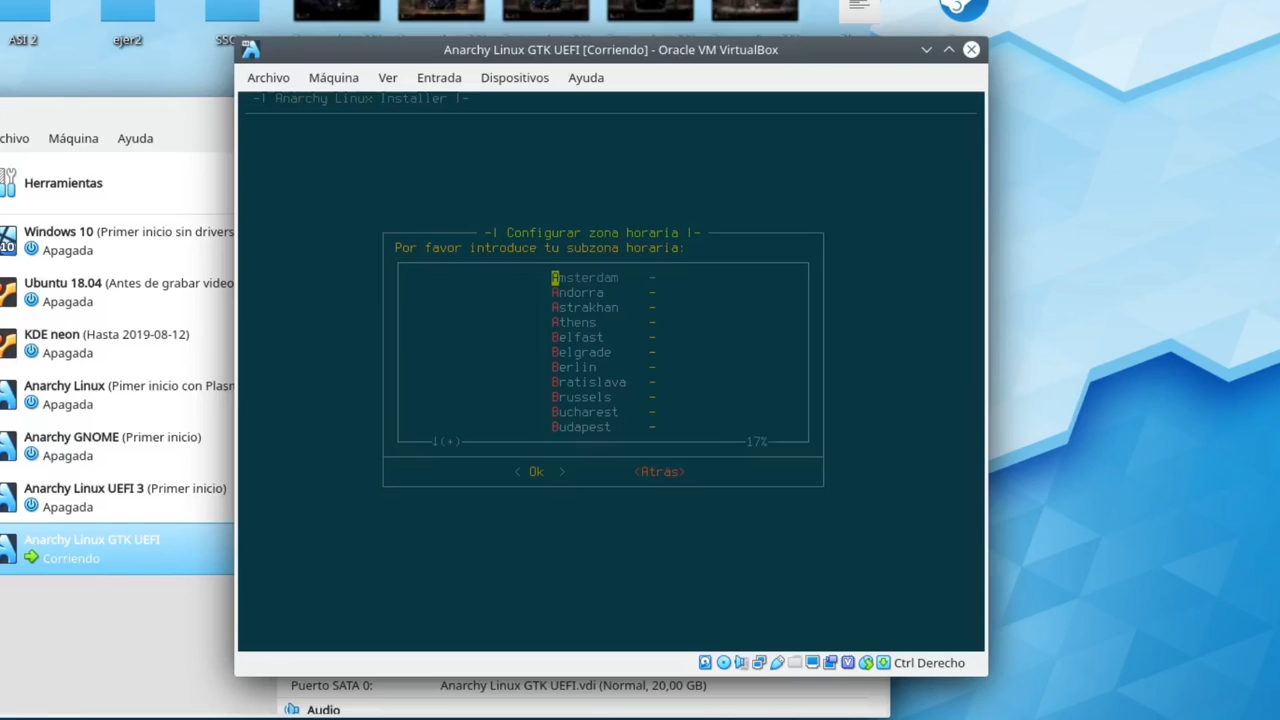 ASI 2
ejer2
Anarchy Linux GTK UEFI [Corriendo] - Oracle VM VirtualBox
Archivo Máquina Ver Entrada Dispositivos Ayuda
-| Anarchy Linux Installer |-
chivo Máquina Ayuda
Herramientas
Windows 10 (Primer inicio sin drivers
Apagada
Ubuntu 18.04 (Antes de grabar video
Apagada
KDE neon (Hasta 2019-08-12)
Apagada
Anarchy Linux (Pimer inicio con Plasm
Apagada
Anarchy GNOME (Primer inicio)
Apagada
Anarchy Linux UEFI 3 (Primer inicio)
Apagada
Anarchy Linux GTK UEFI
Corriendo
-| Configurar zona horaria |-
Por favor introduce tu subzona horaria:
Amsterdam -
Andorra -
Astrakhan -
Athens -
Belfast -
Belgrade -
Berlin -
Bratislava -
Brussels -
Bucharest -
Budapest -
↓(+) 17%
< Ok > <Atrás>
Ctrl Derecho
Puerto SATA 0: Anarchy Linux GTK UEFI.vdi (Normal, 20,00 GB)
Audio